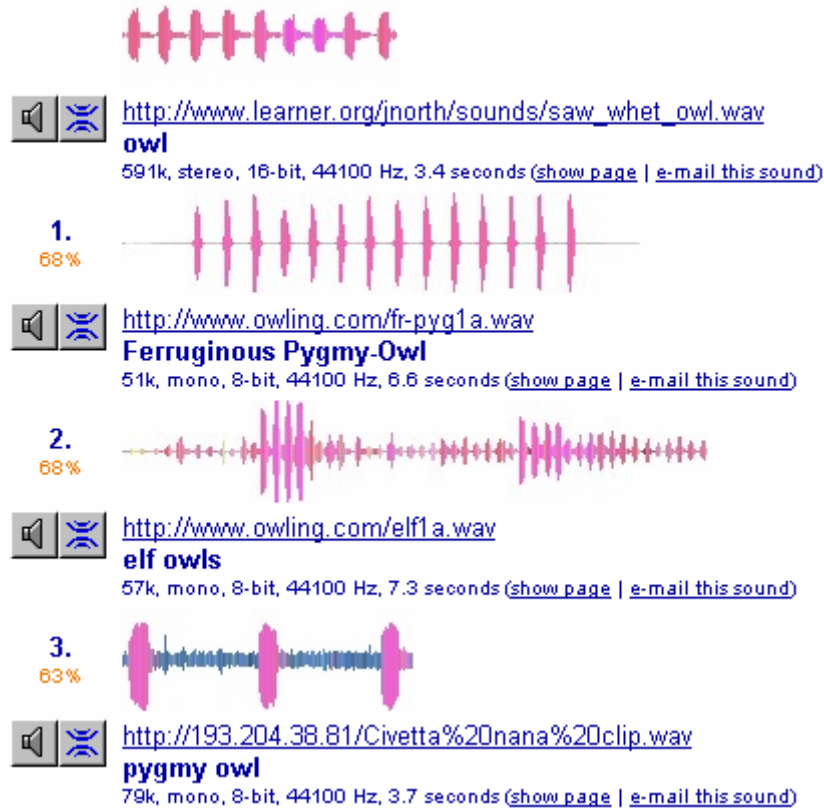 http://www.learner.org/jnorth/sounds/saw_whet_owl.wav
owl
591k, stereo, 16-bit, 44100 Hz, 3.4 seconds (show page | e-mail this sound)
1.
68%
http://www.owling.com/fr-pyg1a.wav
Ferruginous Pygmy-Owl
51k, mono, 8-bit, 44100 Hz, 6.6 seconds (show page | e-mail this sound)
2.
68%
http://www.owling.com/elf1a.wav
elf owls
57k, mono, 8-bit, 44100 Hz, 7.3 seconds (show page | e-mail this sound)
3.
63%
http://193.204.38.81/Civetta%20nana%20clip.wav
pygmy owl
79k, mono, 8-bit, 44100 Hz, 3.7 seconds (show page | e-mail this sound)